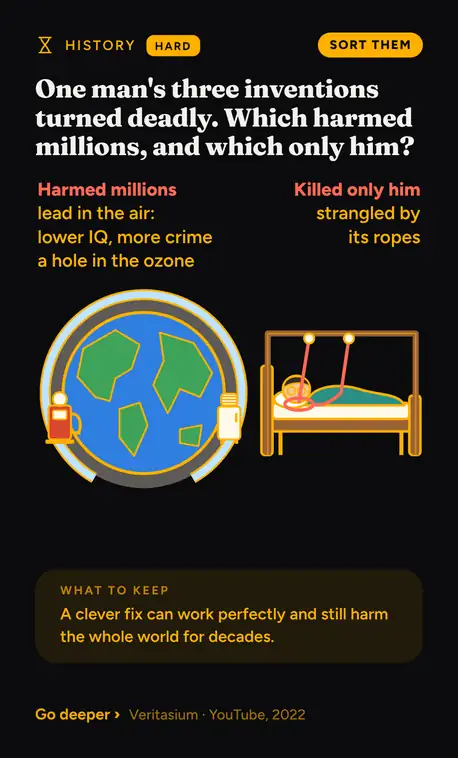 HISTORY HARD SORT THEM
One man's three inventions
turned deadly. Which harmed
millions, and which only him?
Harmed millions
lead in the air:
lower IQ, more crime
a hole in the ozone
Killed only him
strangled by
its ropes
WHAT TO KEEP
A clever fix can work perfectly and still harm
the whole world for decades.
Go deeper › Veritasium · YouTube, 2022